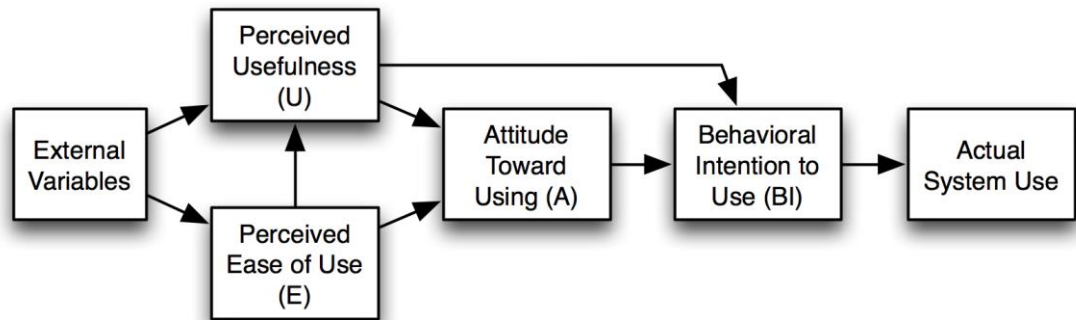 External
Variables
Perceived
Usefulness
(U)
Perceived
Ease of Use
(E)
Attitude
Toward
Using (A)
Behavioral
Intention to
Use (BI)
Actual
System Use